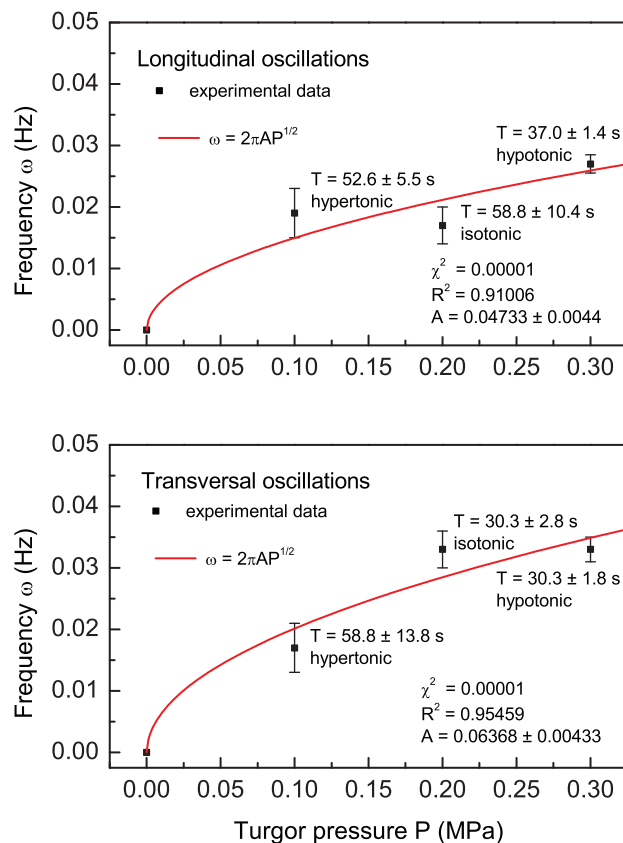 0.05
Longitudinal oscillations
experimental data
0.04
ω = 2πAP^1/2
T = 37.0 ± 1.4 s
hypotonic
0.03
T = 52.6 ± 5.5 s
hypertonic
0.02
T = 58.8 ± 10.4 s
isotonic
0.01
χ² = 0.00001
R² = 0.91006
A = 0.04733 ± 0.0044
0.00
Frequency ω (Hz)
0.00 0.05 0.10 0.15 0.20 0.25 0.30
0.05
Transversal oscillations
experimental data
0.04
T = 30.3 ± 2.8 s
isotonic
ω = 2πAP^1/2
0.03
T = 30.3 ± 1.8 s
hypotonic
0.02
T = 58.8 ± 13.8 s
hypertonic
0.01
χ² = 0.00001
R² = 0.95459
A = 0.06368 ± 0.00433
0.00
Frequency ω (Hz)
0.00 0.05 0.10 0.15 0.20 0.25 0.30
Turgor pressure P (MPa)